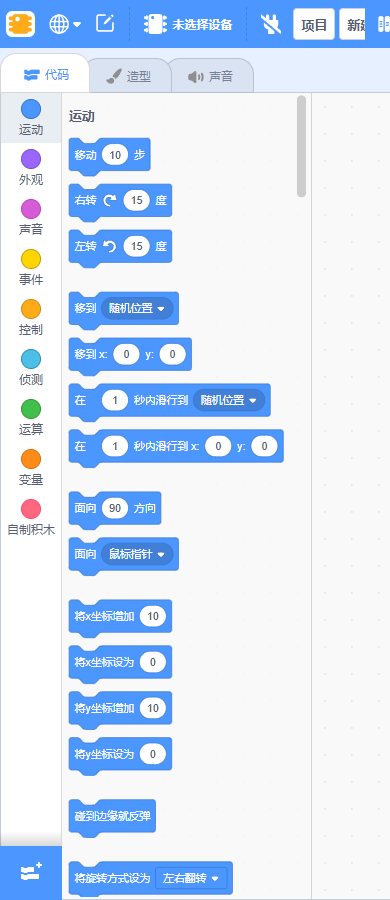 未选择设备
项目
新建
代码
造型
声音
运动
外观
声音
事件
控制
侦测
运算
变量
自制积木
运动
移动 10 步
右转 15 度
左转 15 度
移到 随机位置
移到 x: 0 y: 0
在 1 秒内滑行到 随机位置
在 1 秒内滑行到 x: 0 y: 0
面向 90 方向
面向 鼠标指针
将x坐标增加 10
将x坐标设为 0
将y坐标增加 10
将y坐标设为 0
碰到边缘就反弹
将旋转方式设为 左右翻转